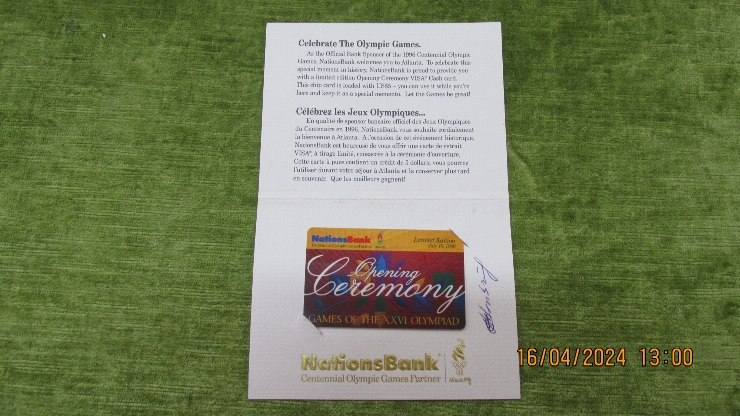 Celebrate The Olympic Games.
As the Official Bank Sponsor of the 1996 Centennial Olympic
Games, NationsBank welcomes you to Atlanta. To celebrate this
special moment in history, NationsBank is proud to provide you
with a limited edition Opening Ceremony VISA® Cash card.
This chip card is loaded with US$5 – you can use it while you're
here and keep it as a special memento. Let the Games be great!
Célébrez les Jeux Olympiques...
En qualité de sponsor bancaire officiel des Jeux Olympiques
du Centenaire en 1996, NationsBank vous souhaite cordialement
la bienvenue à Atlanta. A l'occasion de cet événement historique,
NationsBank est heureuse de vous offrir une carte de retrait
VISA®, à tirage limité, consacrée à la cérémonie d'ouverture.
Cette carte à puce contient un crédit de 5 dollars; vous pourrez
l'utiliser durant votre séjour à Atlanta et la conserver plus tard
en souvenir. Que les meilleurs gagnent!
NationsBank
Centennial Olympic Games Partner
Limited Edition
July 19, 1996
Opening
Ceremony
GAMES OF THE XXVI OLYMPIAD
NationsBank
Centennial Olympic Games Partner
16/04/2024 13:00